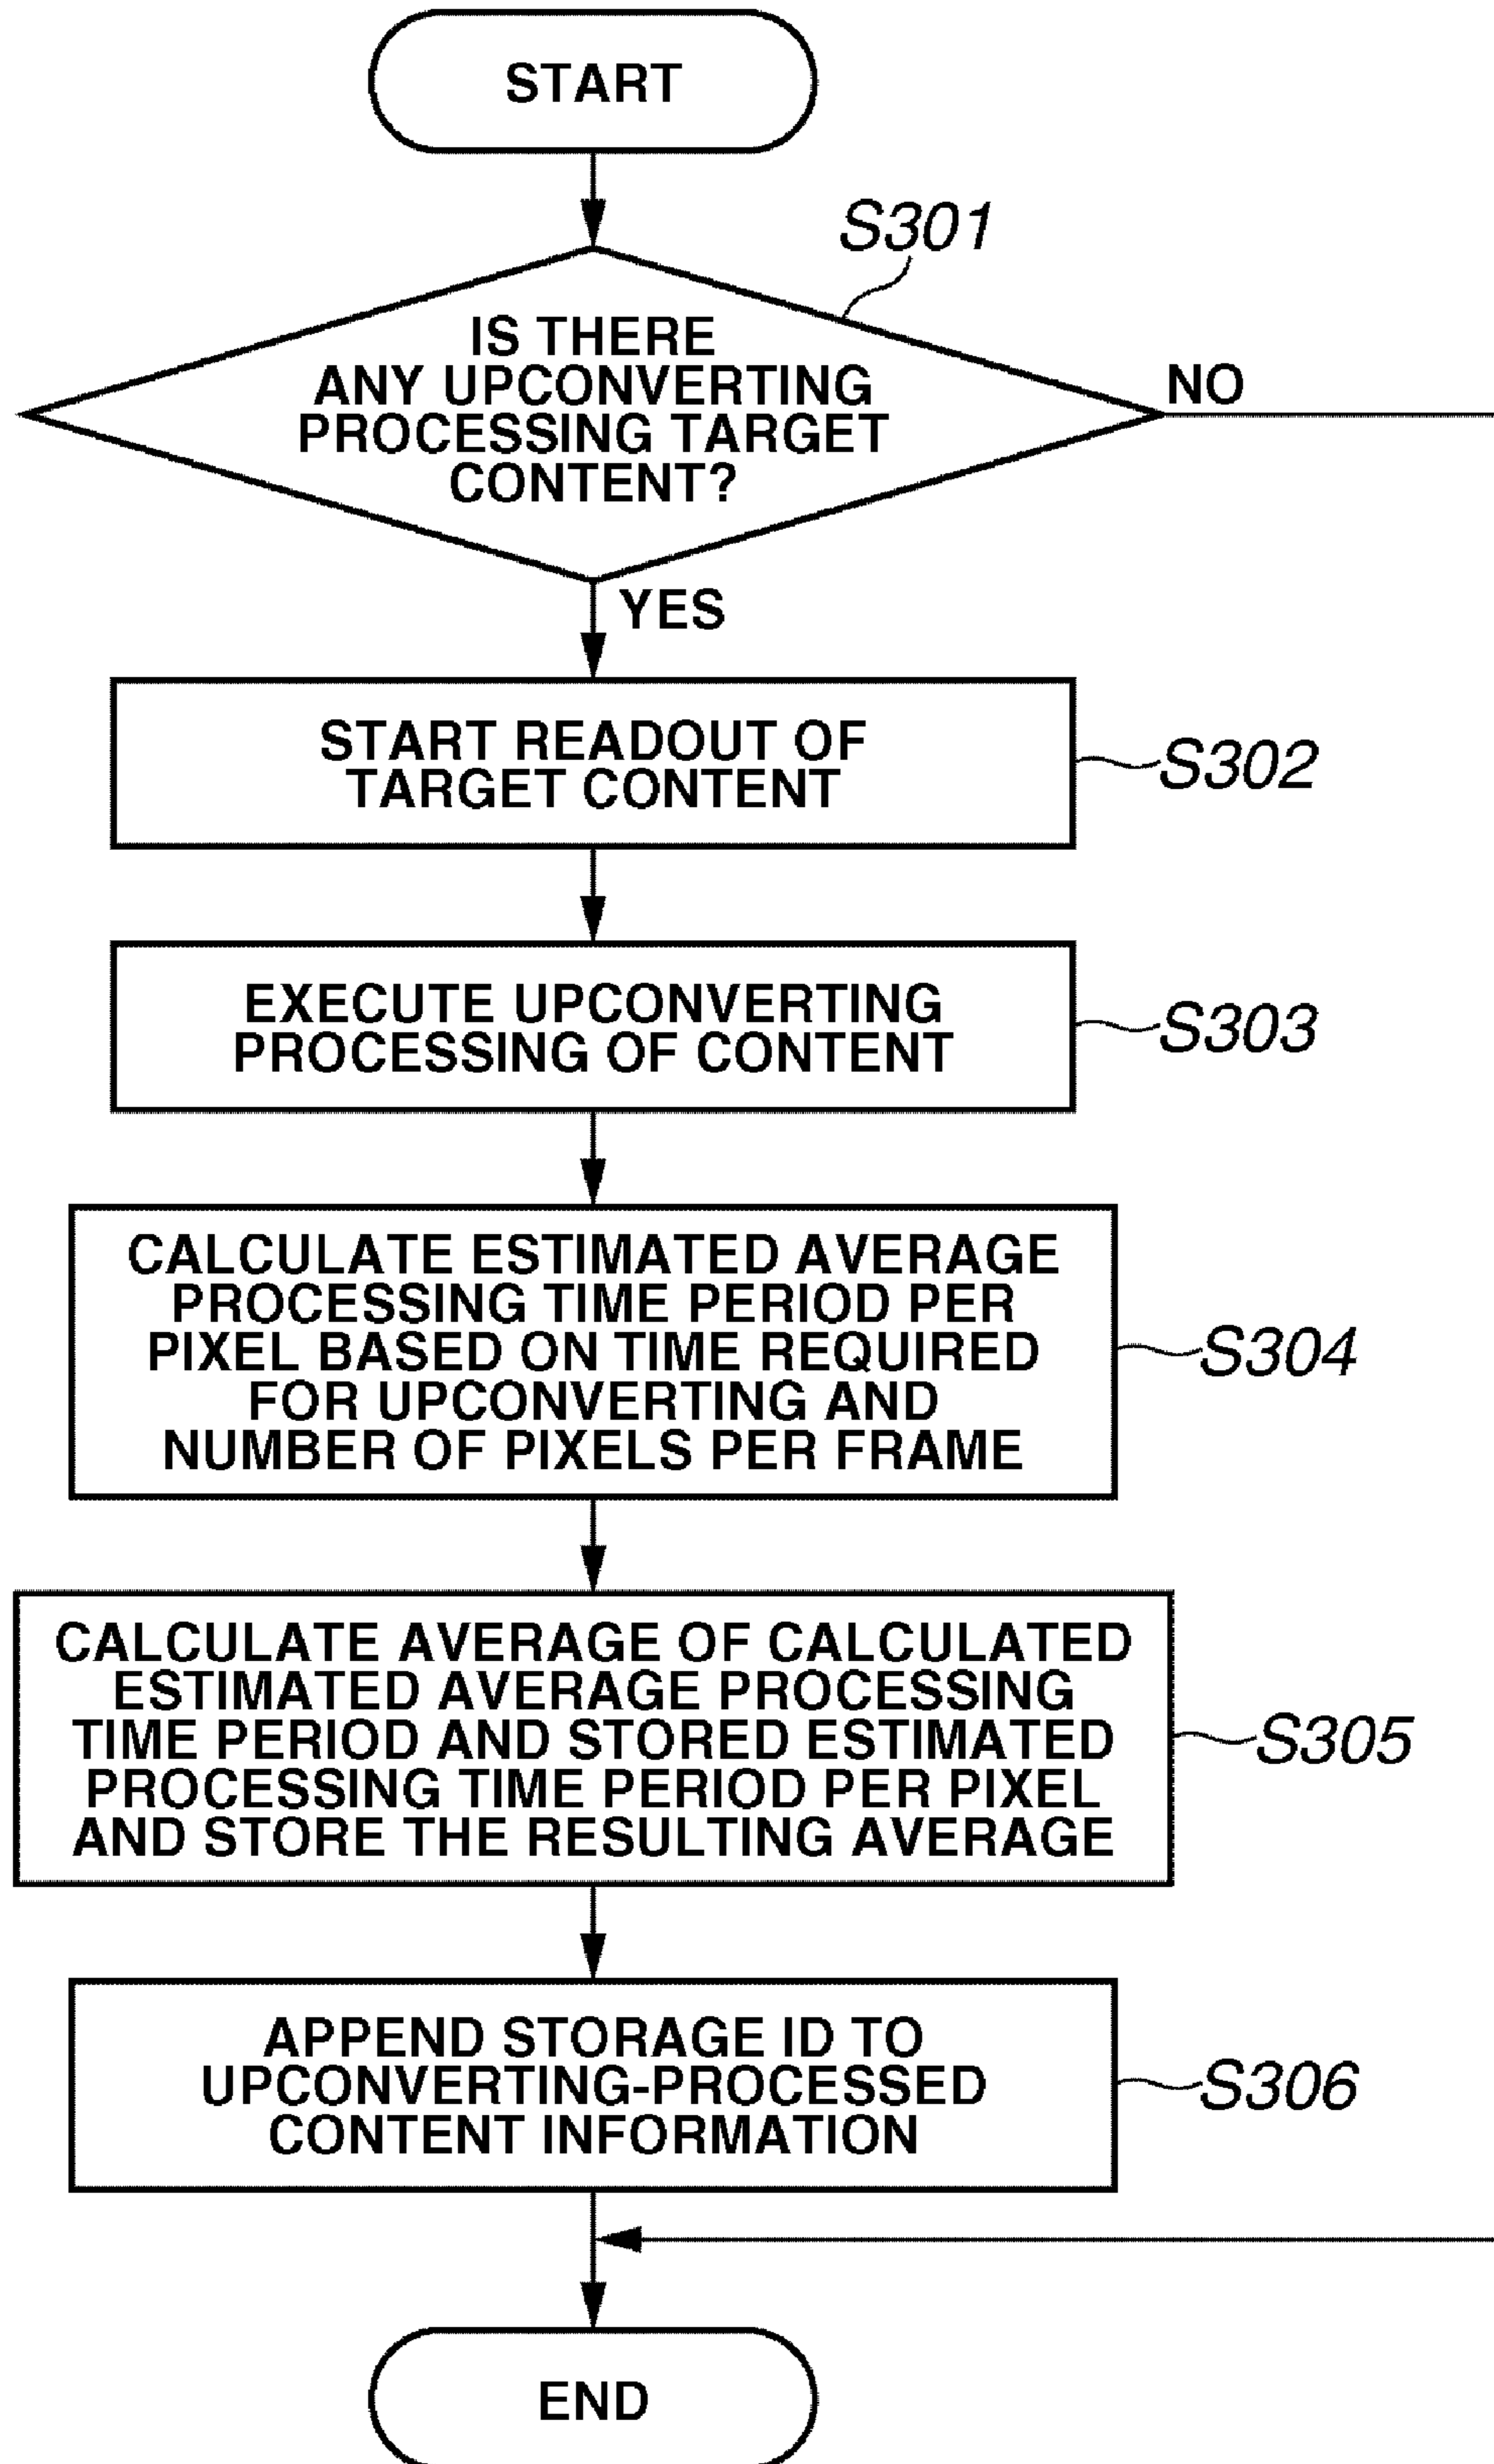 START
S301
IS THERE
ANY UPCONVERTING
PROCESSING TARGET
CONTENT?
NO
YES
START READOUT OF
TARGET CONTENT
S302
EXECUTE UPCONVERTING
PROCESSING OF CONTENT
S303
CALCULATE ESTIMATED AVERAGE
PROCESSING TIME PERIOD PER
PIXEL BASED ON TIME REQUIRED
FOR UPCONVERTING AND
NUMBER OF PIXELS PER FRAME
S304
CALCULATE AVERAGE OF CALCULATED
ESTIMATED AVERAGE PROCESSING
TIME PERIOD AND STORED ESTIMATED
PROCESSING TIME PERIOD PER PIXEL
AND STORE THE RESULTING AVERAGE
S305
APPEND STORAGE ID TO
UPCONVERTING-PROCESSED
CONTENT INFORMATION
S306
END